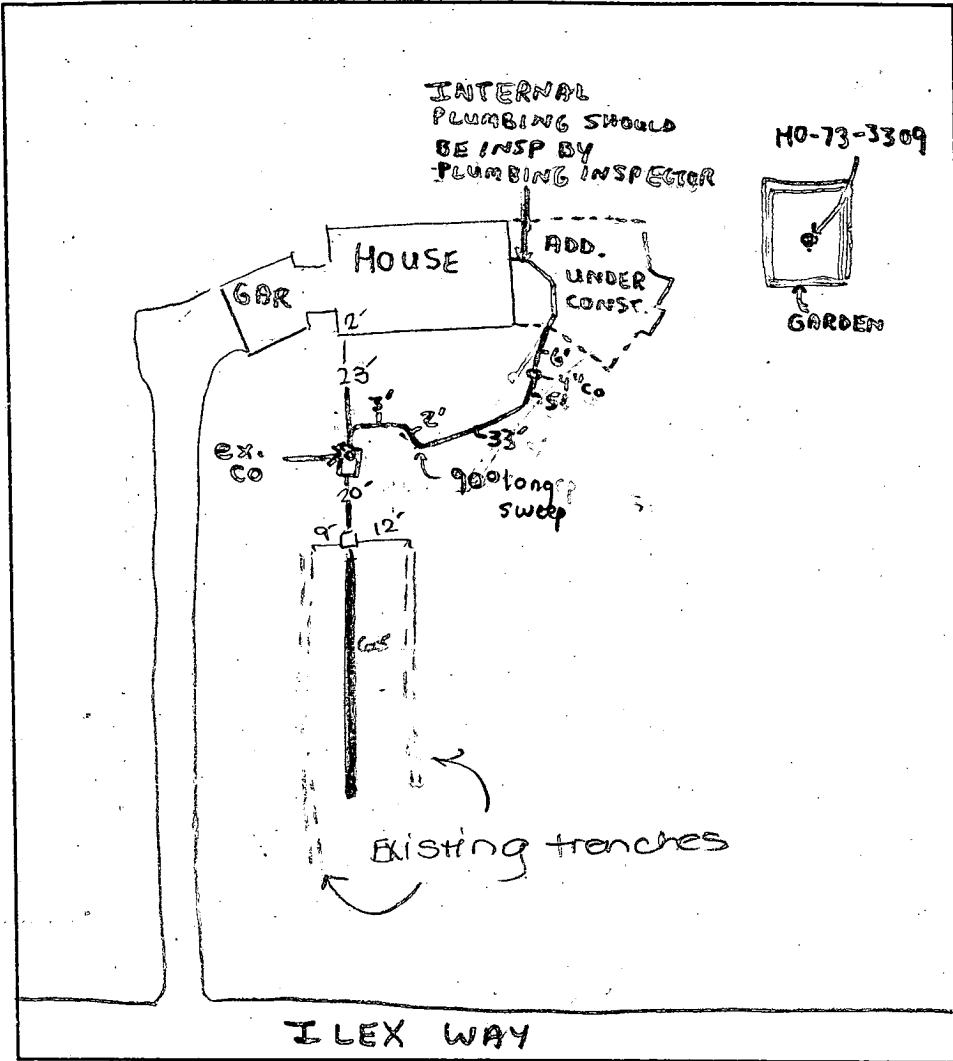 INTERNAL
PLUMBING SHOULD
BE INSP BY
PLUMBING INSPECTOR
HO-73-3309
HOUSE
ADD.
UNDER
CONST.
GAR
GARDEN
2'
23'
6'
4" CO
5'
3'
2'
33'
ex.
CO
90° long
sweep
20'
9' 12'
Existing trenches
ILEX WAY